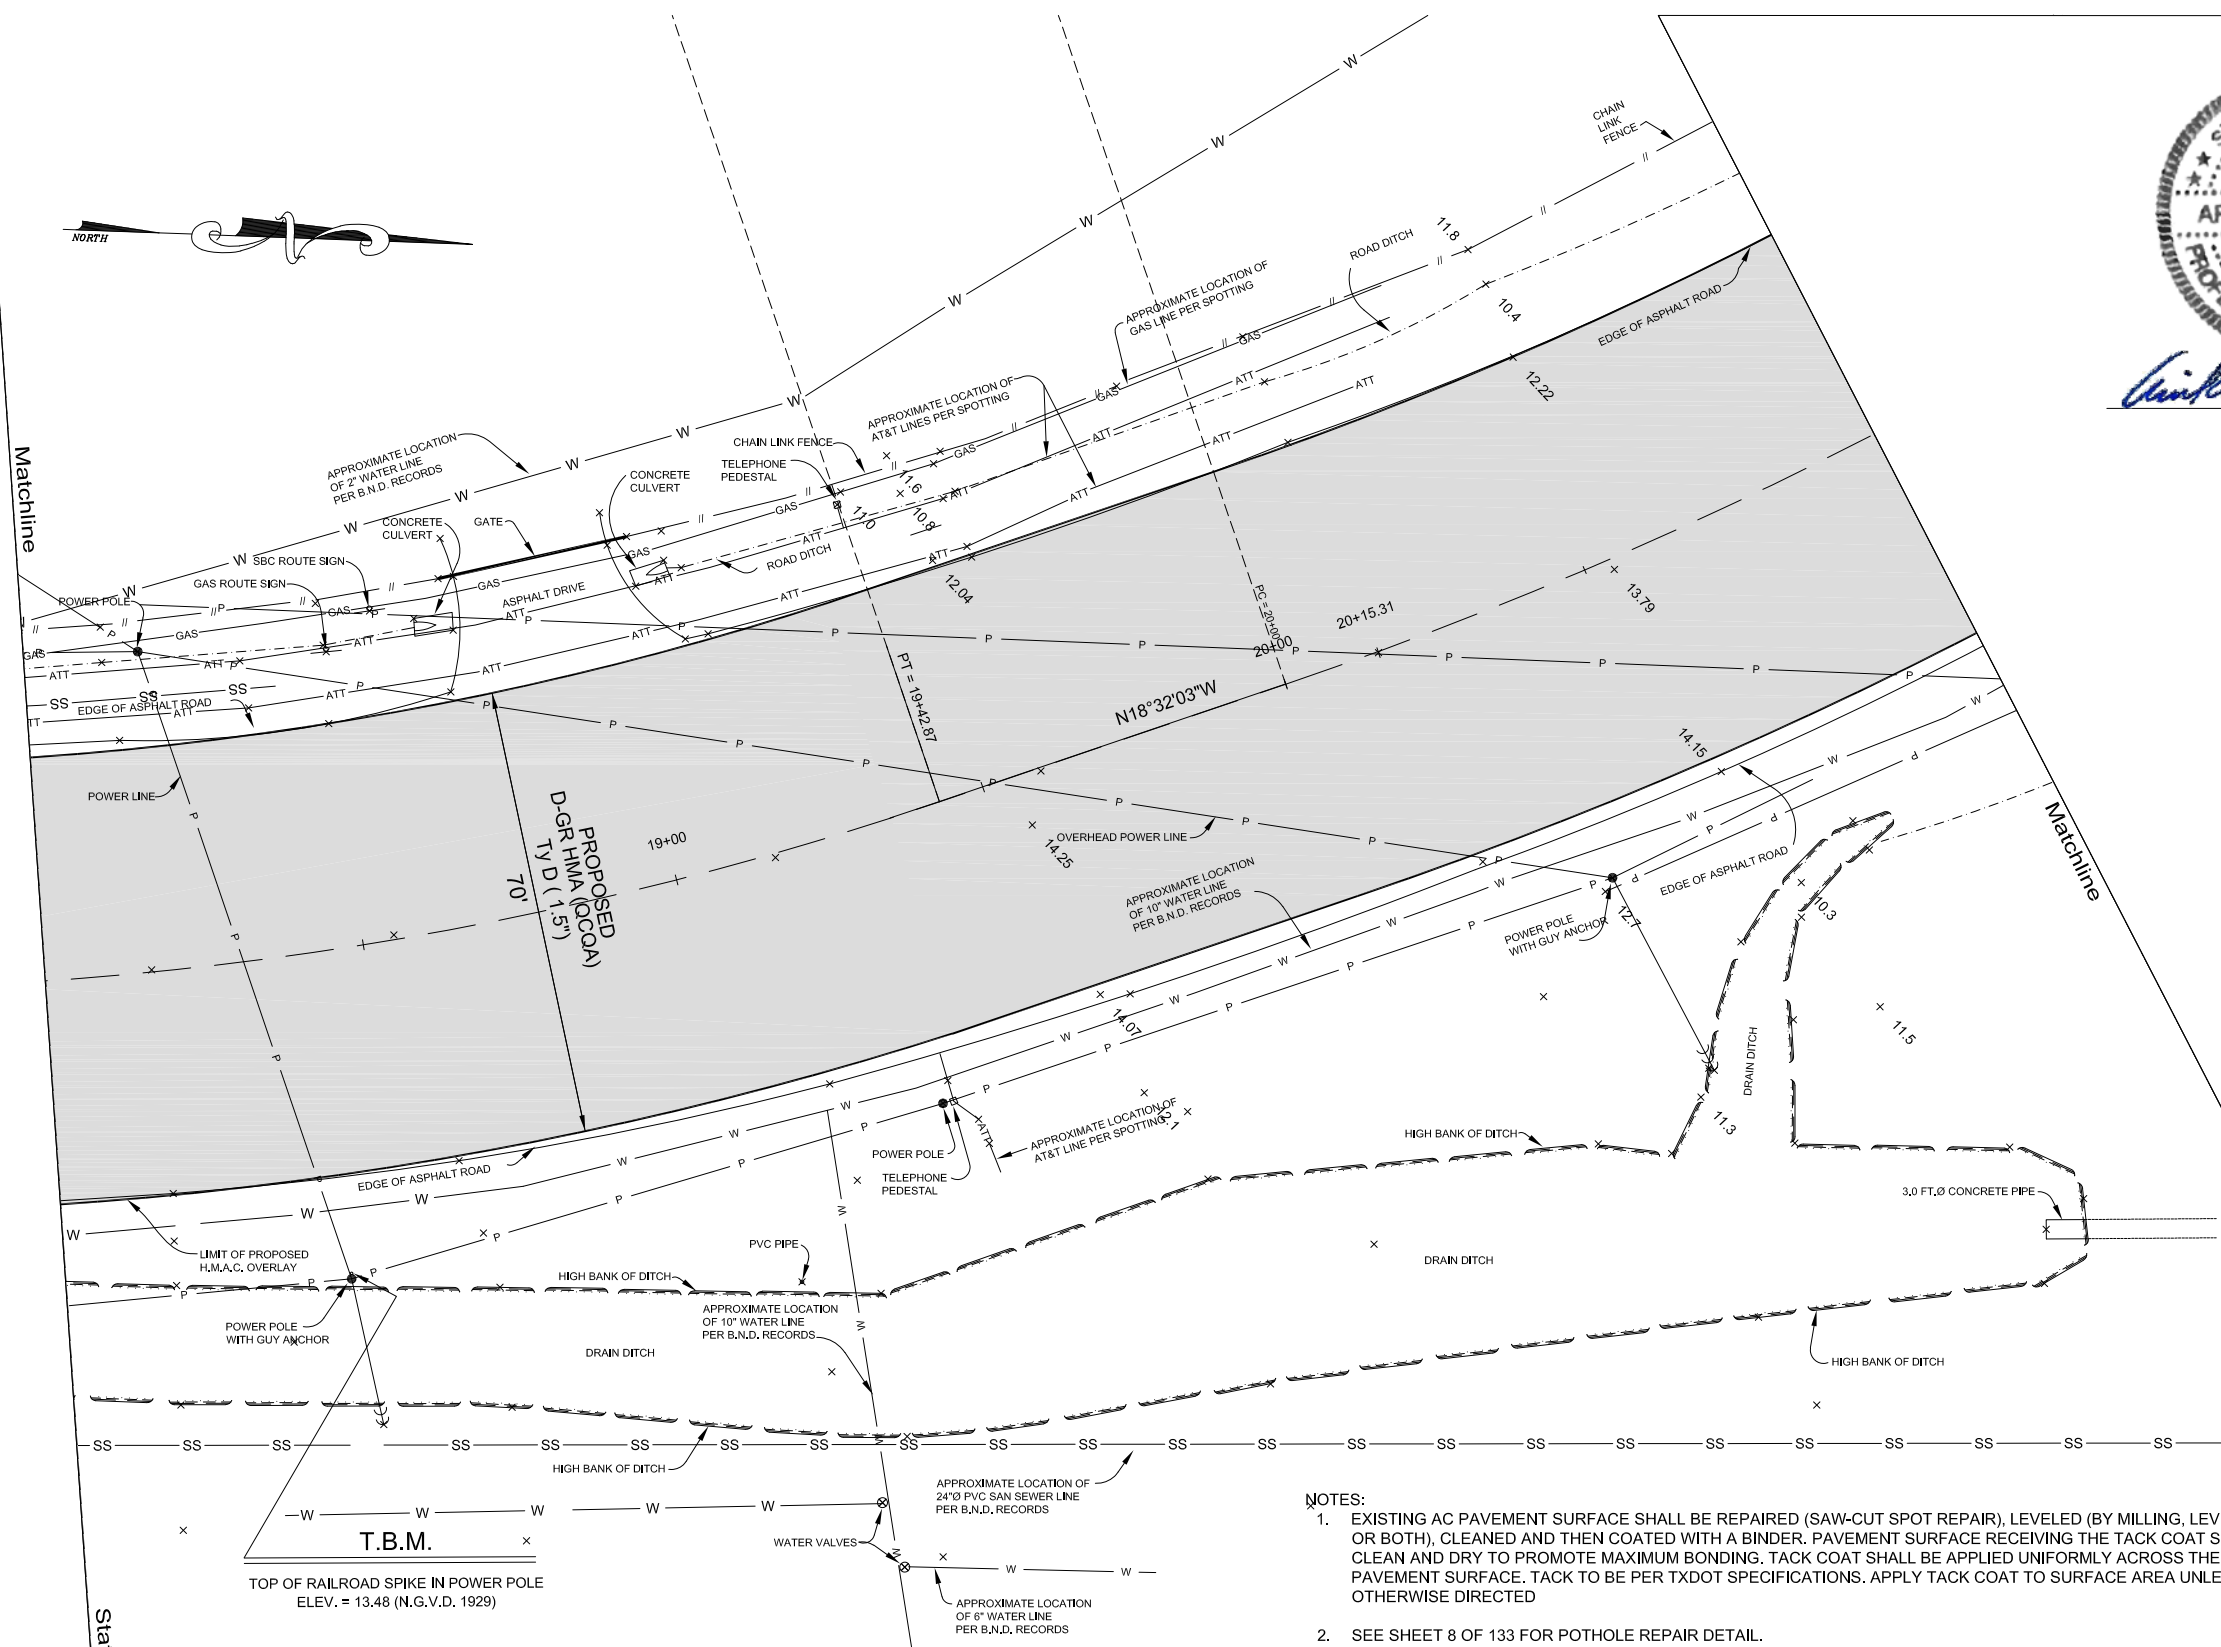 NORTH
Matchline
APPROXIMATE LOCATION
OF 2" WATER LINE
PER B.N.D. RECORDS
CONCRETE
CULVERT
GATE
SBC ROUTE SIGN
GAS ROUTE SIGN
POWER POLE
ASPHALT DRIVE
EDGE OF ASPHALT ROAD
POWER LINE
CONCRETE
CULVERT
CHAIN LINK FENCE
TELEPHONE
PEDESTAL
APPROXIMATE LOCATION OF
AT&T LINES PER SPOTTING
11.6
11.0
10.8
ROAD DITCH
12.04
APPROXIMATE LOCATION OF
GAS LINE PER SPOTTING
ROAD DITCH
11.8
10.4
CHAIN
LINK
FENCE
EDGE OF ASPHALT ROAD
12.22
PT = 19+42.87
PC = 20+00
20+00
20+15.31
13.79
N18°32'03"W
19+00
PROPOSED
D-GR HMA (QCQA)
Ty D ( 1.5")
70'
14.25
OVERHEAD POWER LINE
14.15
Matchline
APPROXIMATE LOCATION
OF 10" WATER LINE
PER B.N.D. RECORDS
EDGE OF ASPHALT ROAD
POWER POLE
WITH GUY ANCHOR
12.7
10.3
11.5
14.07
DRAIN DITCH
11.3
APPROXIMATE LOCATION OF
AT&T LINE PER SPOTTING
POWER POLE
TELEPHONE
PEDESTAL
HIGH BANK OF DITCH
3.0 FT.Ø CONCRETE PIPE
EDGE OF ASPHALT ROAD
LIMIT OF PROPOSED
H.M.A.C. OVERLAY
PVC PIPE
HIGH BANK OF DITCH
DRAIN DITCH
APPROXIMATE LOCATION
OF 10" WATER LINE
PER B.N.D. RECORDS
POWER POLE
WITH GUY ANCHOR
DRAIN DITCH
HIGH BANK OF DITCH
HIGH BANK OF DITCH
APPROXIMATE LOCATION OF
24"Ø PVC SAN SEWER LINE
PER B.N.D. RECORDS
WATER VALVES
T.B.M.
TOP OF RAILROAD SPIKE IN POWER POLE
ELEV. = 13.48 (N.G.V.D. 1929)
APPROXIMATE LOCATION
OF 6" WATER LINE
PER B.N.D. RECORDS
NOTES:
1. EXISTING AC PAVEMENT SURFACE SHALL BE REPAIRED (SAW-CUT SPOT REPAIR), LEVELED (BY MILLING, LEV
OR BOTH), CLEANED AND THEN COATED WITH A BINDER. PAVEMENT SURFACE RECEIVING THE TACK COAT S
CLEAN AND DRY TO PROMOTE MAXIMUM BONDING. TACK COAT SHALL BE APPLIED UNIFORMLY ACROSS THE
PAVEMENT SURFACE. TACK TO BE PER TXDOT SPECIFICATIONS. APPLY TACK COAT TO SURFACE AREA UNLE
OTHERWISE DIRECTED
2. SEE SHEET 8 OF 133 FOR POTHOLE REPAIR DETAIL.